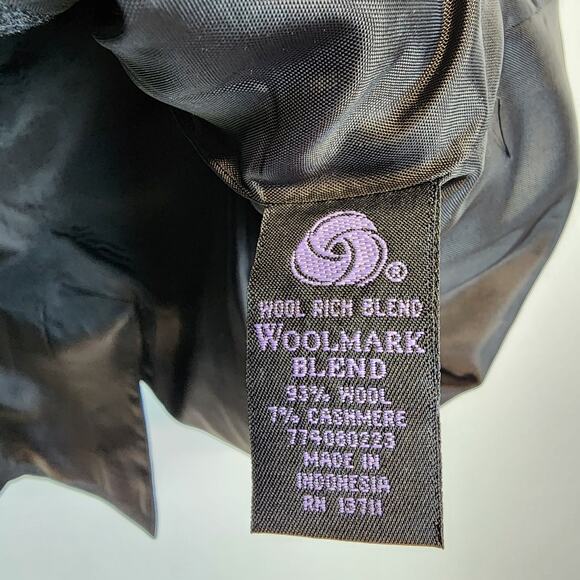 ®
WOOL RICH BLEND
WOOLMARK
BLEND
93% WOOL
7% CASHMERE
774080223
MADE IN
INDONESIA
RN 13711